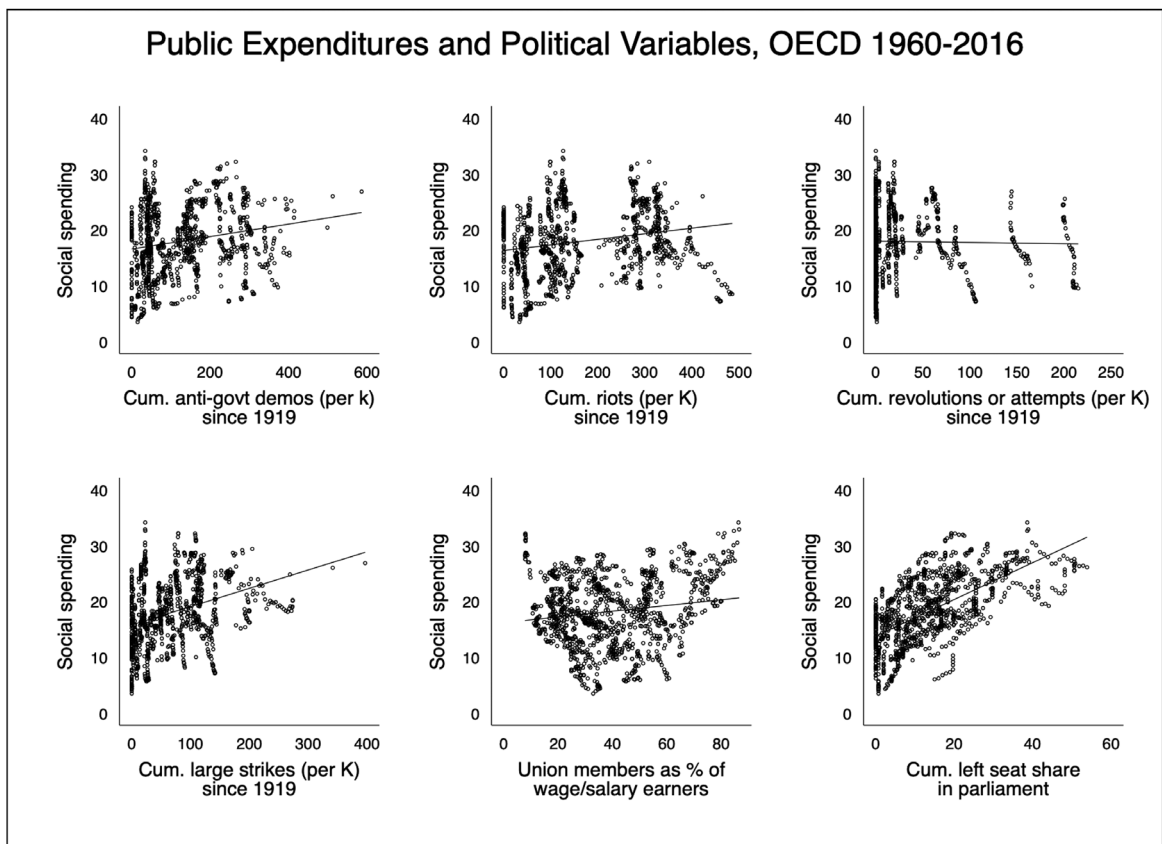 Public Expenditures and Political Variables, OECD 1960-2016
Social spending
40
30
20
10
0
0 200 400 600
Cum. anti-govt demos (per k)
since 1919
Social spending
40
30
20
10
0
0 100 200 300 400 500
Cum. riots (per K)
since 1919
Social spending
40
30
20
10
0
0 50 100 150 200 250
Cum. revolutions or attempts (per K)
since 1919
Social spending
40
30
20
10
0
0 100 200 300 400
Cum. large strikes (per K)
since 1919
Social spending
40
30
20
10
0
0 20 40 60 80
Union members as % of
wage/salary earners
Social spending
40
30
20
10
0
0 20 40 60
Cum. left seat share
in parliament